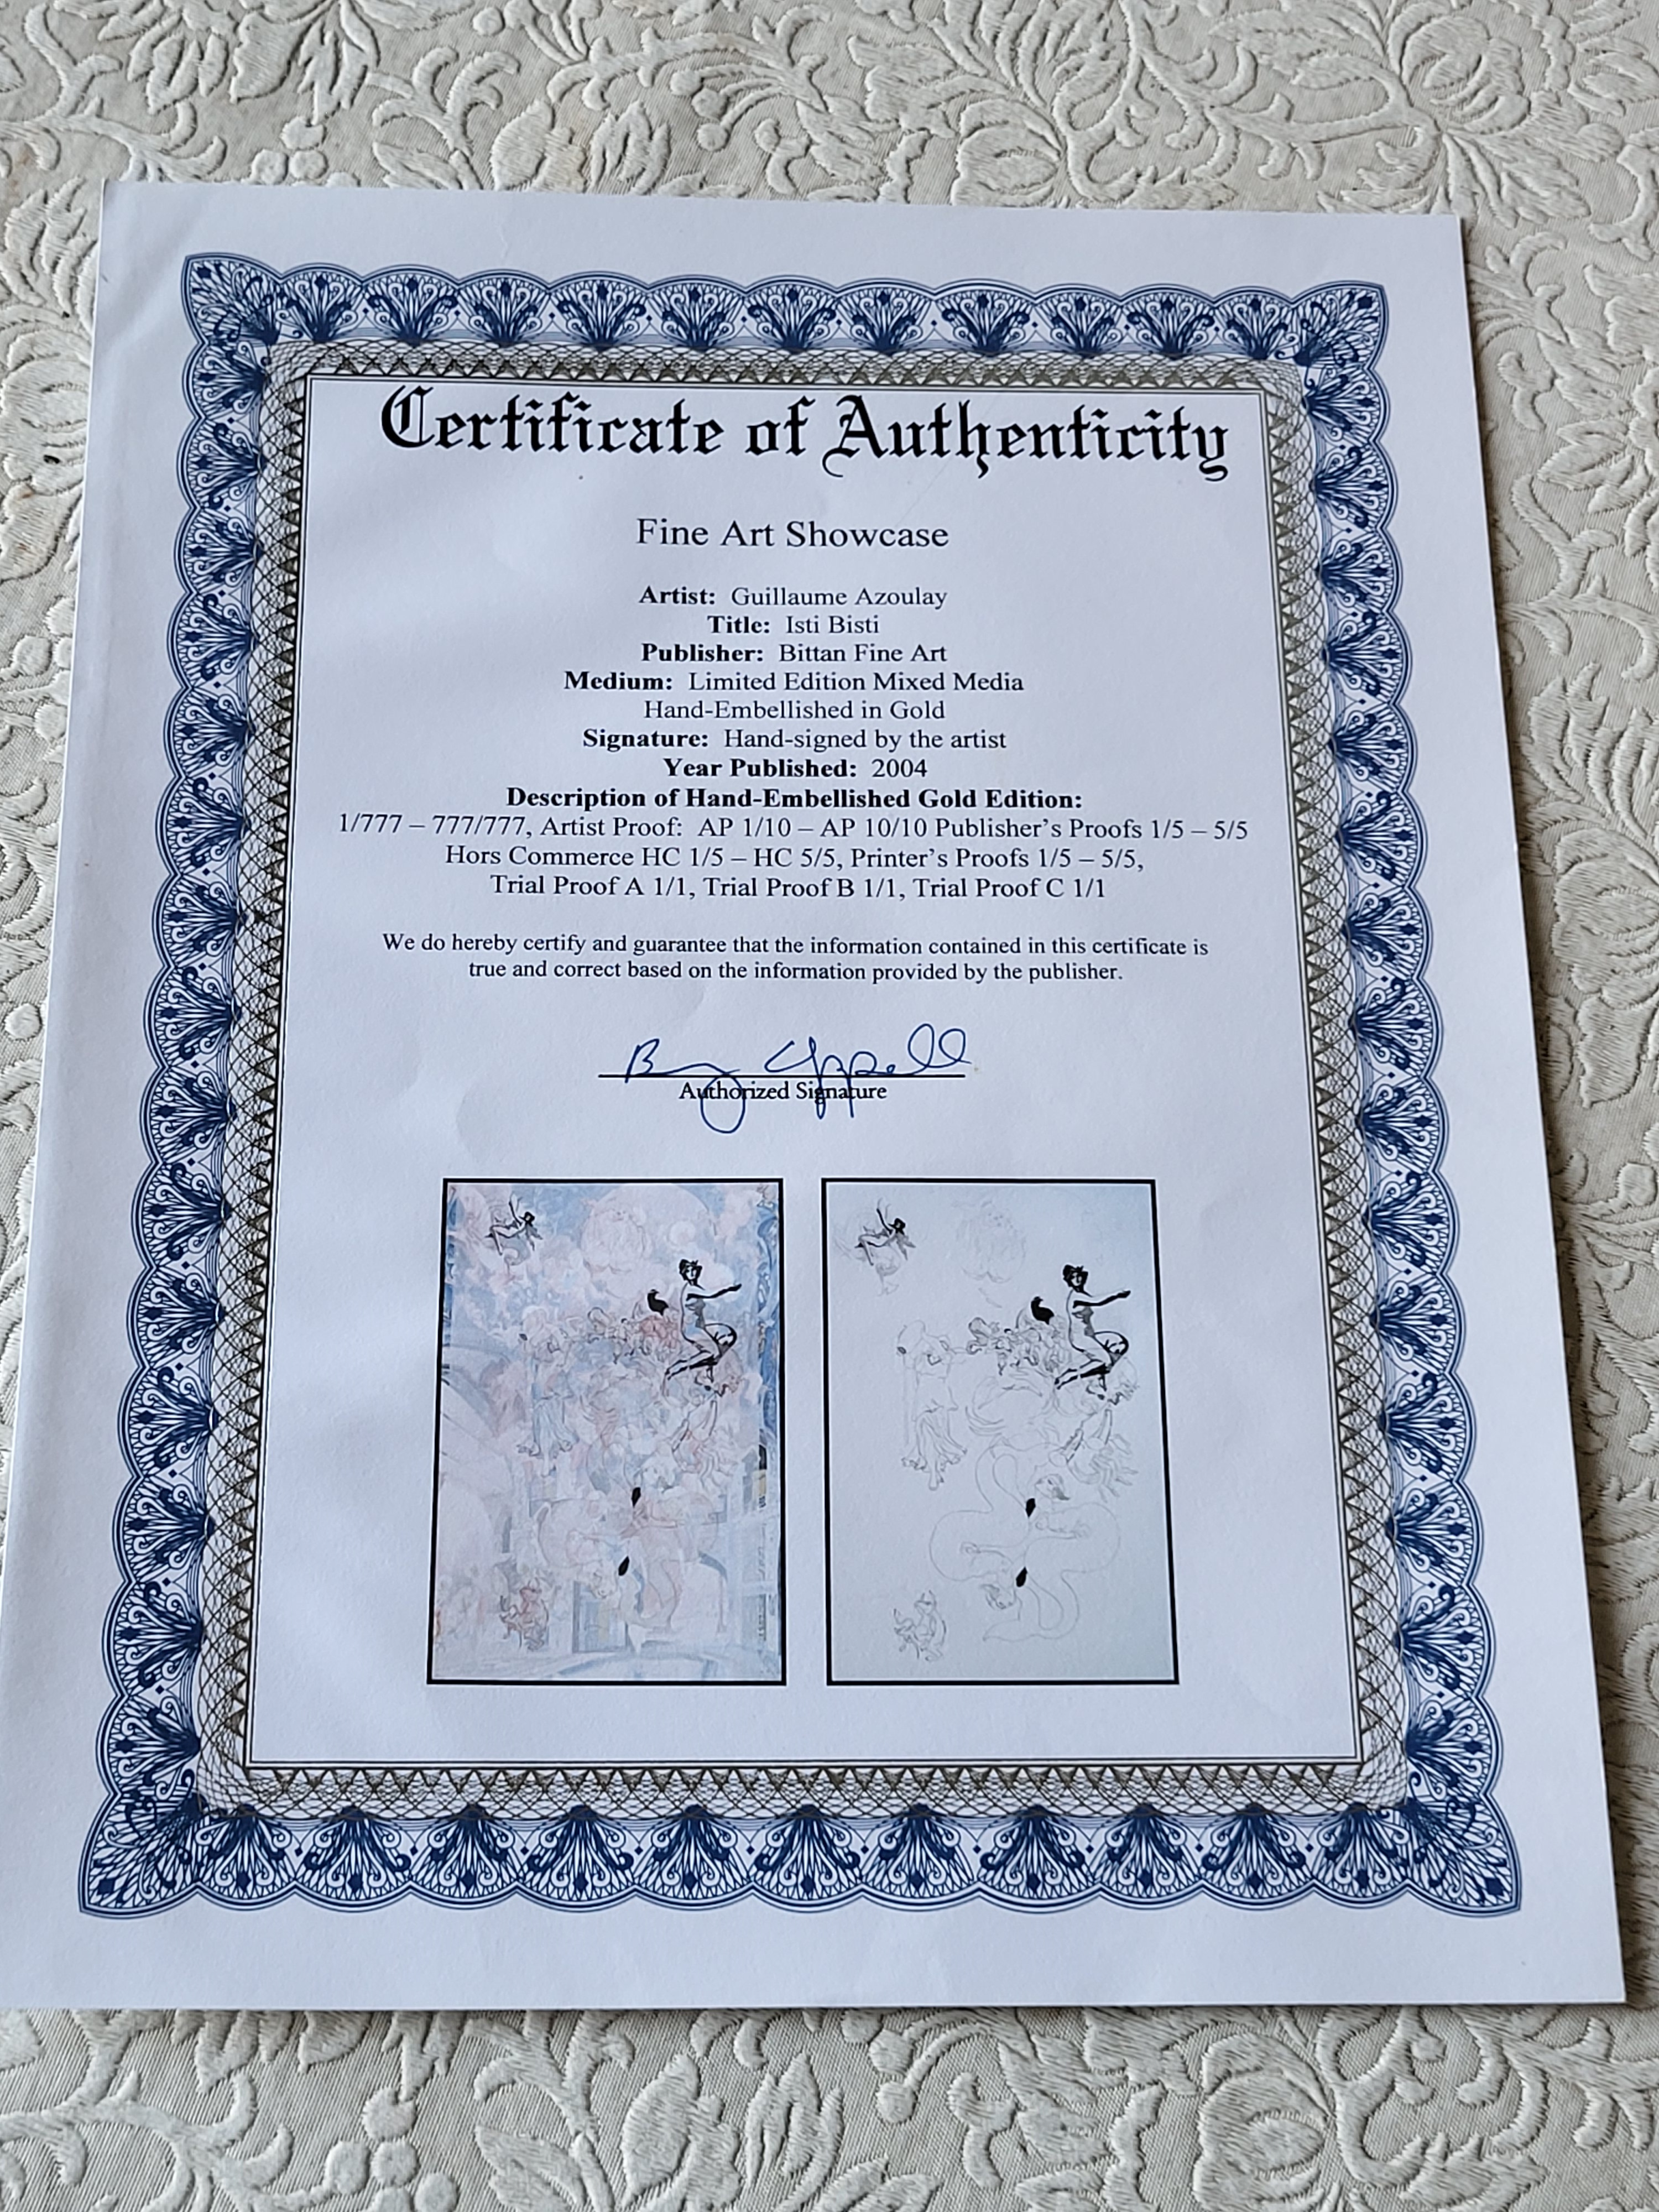 Certificate of Authenticity
Fine Art Showcase
Artist: Guillaume Azoulay
Title: Isti Bisti
Publisher: Bittan Fine Art
Medium: Limited Edition Mixed Media
Hand-Embellished in Gold
Signature: Hand-signed by the artist
Year Published: 2004
Description of Hand-Embellished Gold Edition:
1/777 – 777/777, Artist Proof: AP 1/10 – AP 10/10 Publisher's Proofs 1/5 – 5/5
Hors Commerce HC 1/5 – HC 5/5, Printer's Proofs 1/5 – 5/5,
Trial Proof A 1/1, Trial Proof B 1/1, Trial Proof C 1/1
We do hereby certify and guarantee that the information contained in this certificate is
true and correct based on the information provided by the publisher.
Authorized Signature